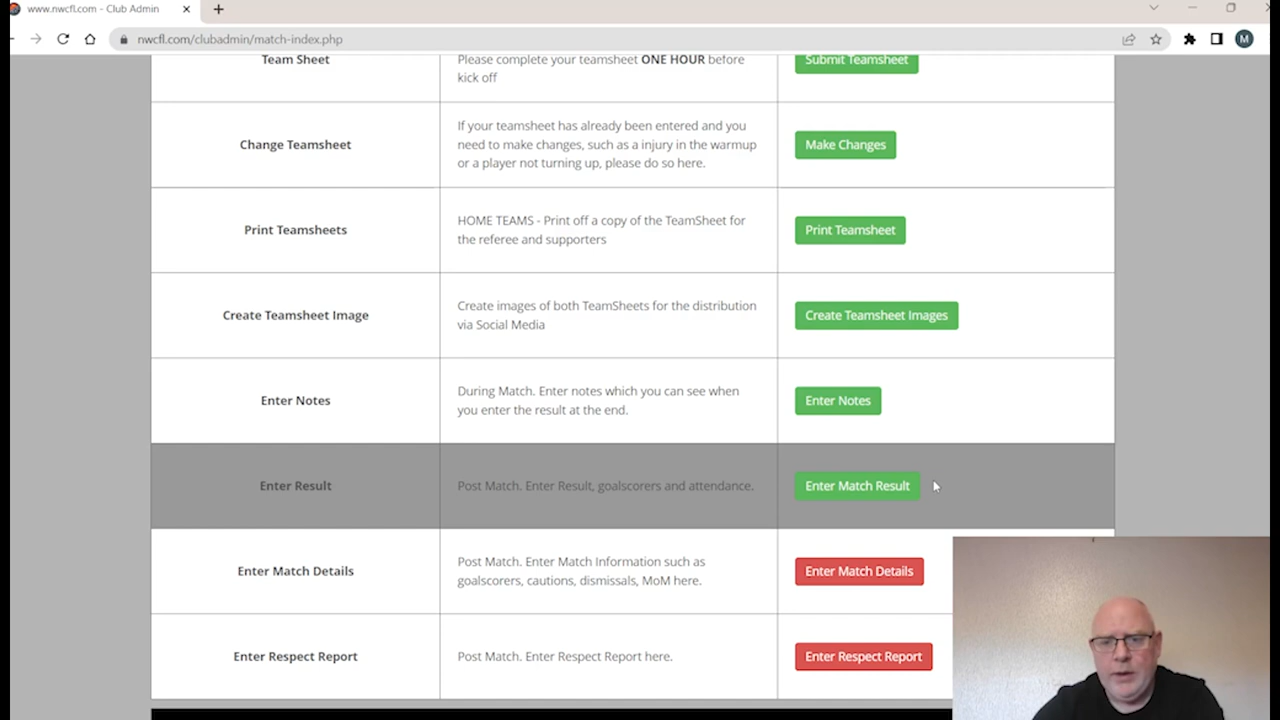 www.nwcfl.com - Club Admin
nwcfl.com/clubadmin/match-index.php
M
Team Sheet
Please complete your teamsheet ONE HOUR before
kick off
Submit Teamsheet
Change Teamsheet
If your teamsheet has already been entered and you
need to make changes, such as a injury in the warmup
or a player not turning up, please do so here.
Make Changes
Print Teamsheets
HOME TEAMS - Print off a copy of the TeamSheet for
the referee and supporters
Print Teamsheet
Create Teamsheet Image
Create images of both TeamSheets for the distribution
via Social Media
Create Teamsheet Images
Enter Notes
During Match. Enter notes which you can see when
you enter the result at the end.
Enter Notes
Enter Result
Post Match. Enter Result, goalscorers and attendance.
Enter Match Result
Enter Match Details
Post Match. Enter Match Information such as
goalscorers, cautions, dismissals, MoM here.
Enter Match Details
Enter Respect Report
Post Match. Enter Respect Report here.
Enter Respect Report